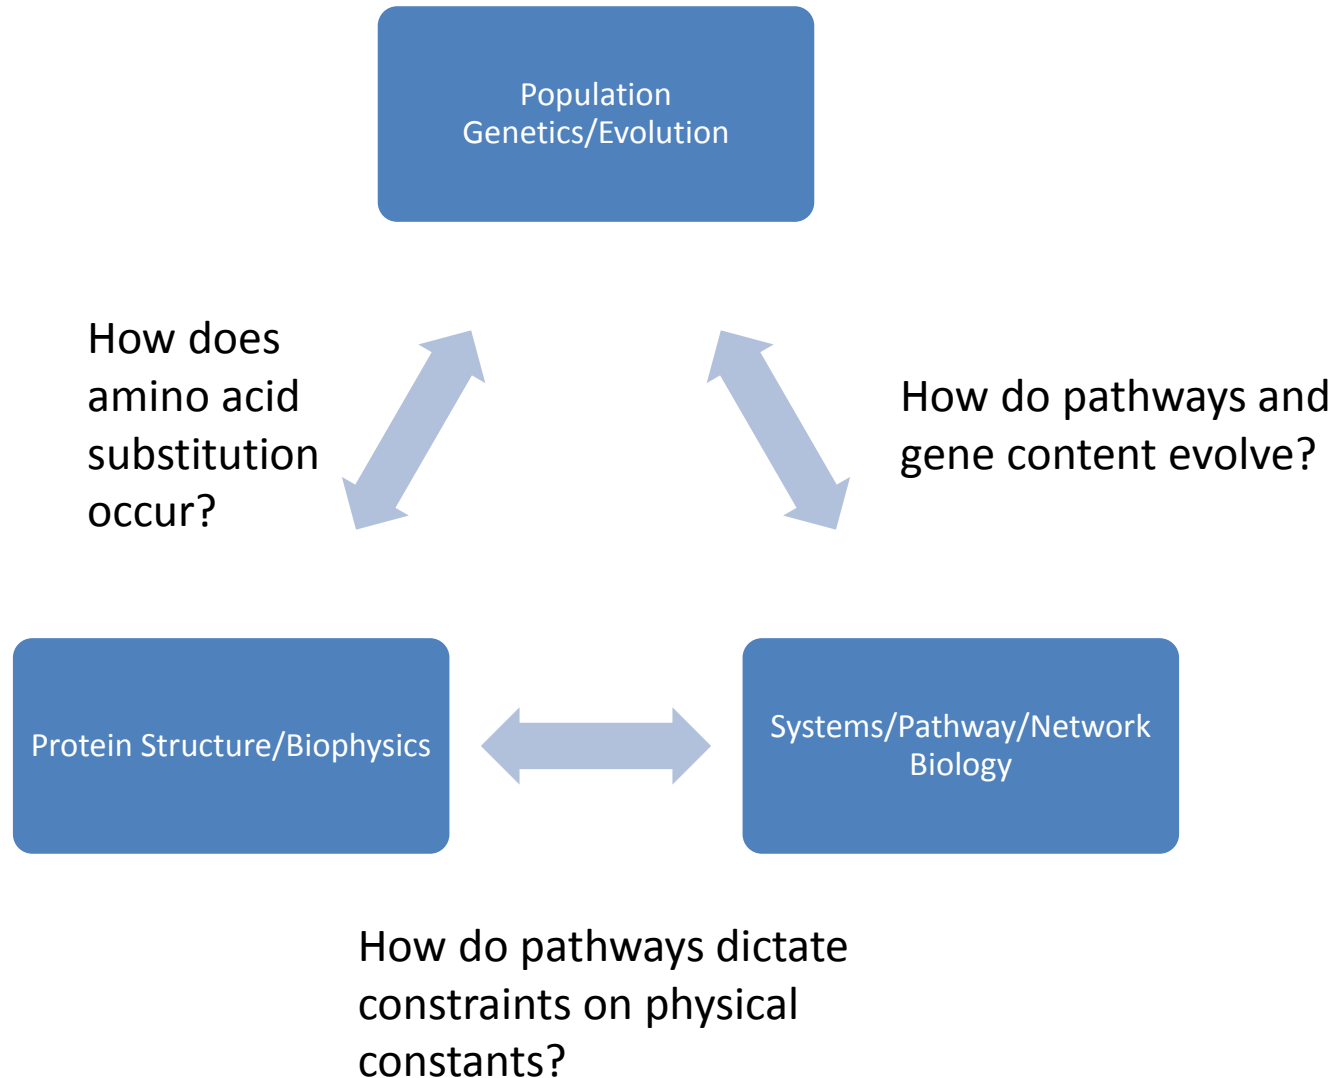 Population
Genetics/Evolution
How does
amino acid
substitution
occur?
How do pathways and
gene content evolve?
Protein Structure/Biophysics
Systems/Pathway/Network
Biology
How do pathways dictate
constraints on physical
constants?